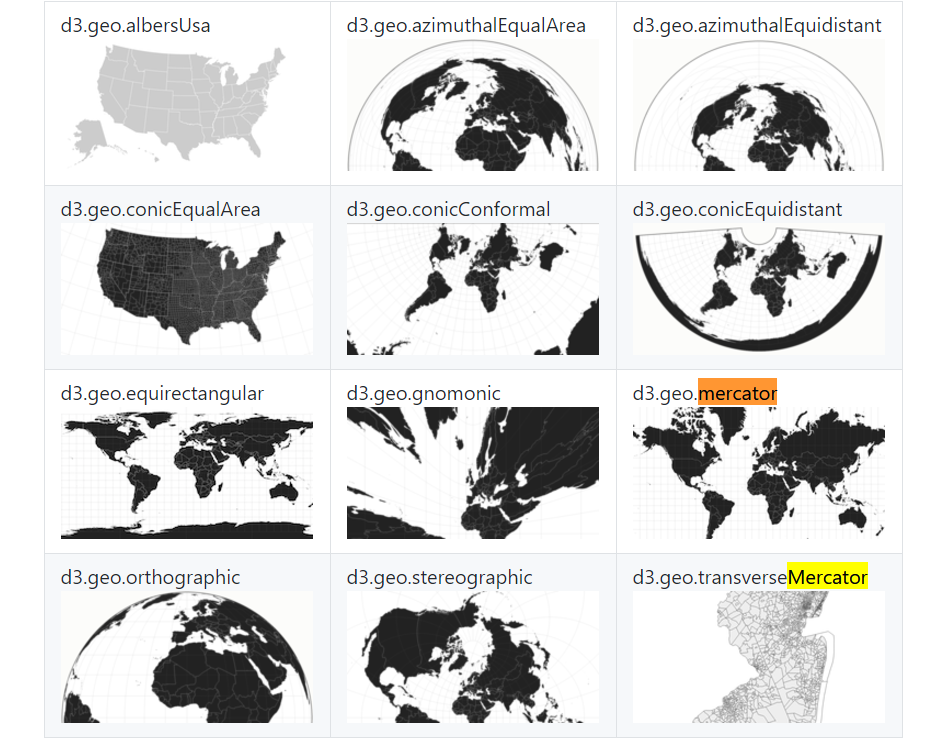 d3.geo.albersUsa
d3.geo.azimuthalEqualArea
d3.geo.azimuthalEquidistant
d3.geo.conicEqualArea
d3.geo.conicConformal
d3.geo.conicEquidistant
d3.geo.equirectangular
d3.geo.gnomonic
d3.geo.mercator
d3.geo.orthographic
d3.geo.stereographic
d3.geo.transverseMercator